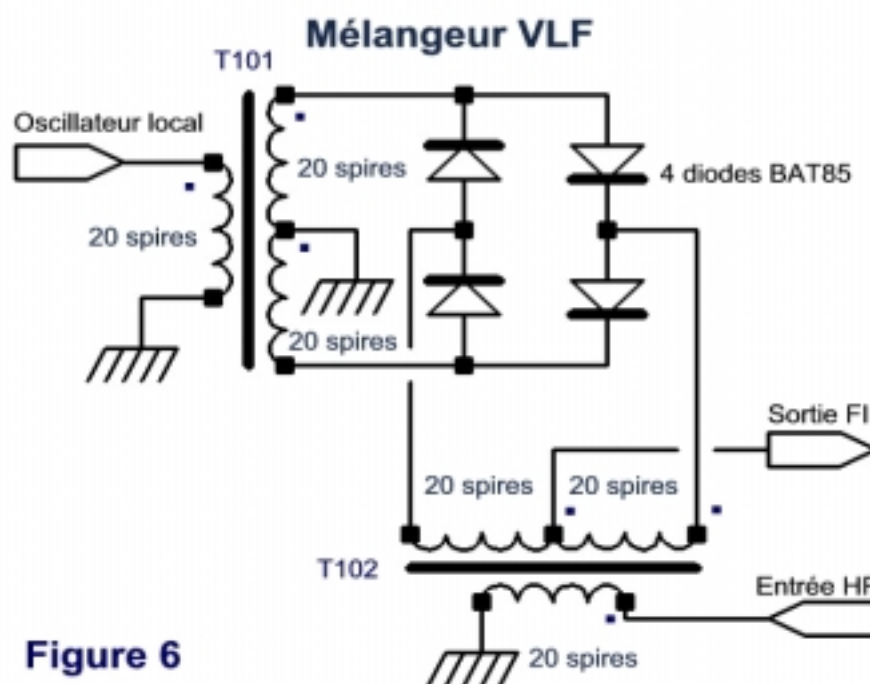 Mélangeur VLF
T101
Oscillateur local
20 spires
4 diodes BAT85
20 spires
20 spires
Sortie FI
20 spires
20 spires
T102
Entrée HF
20 spires
Figure 6